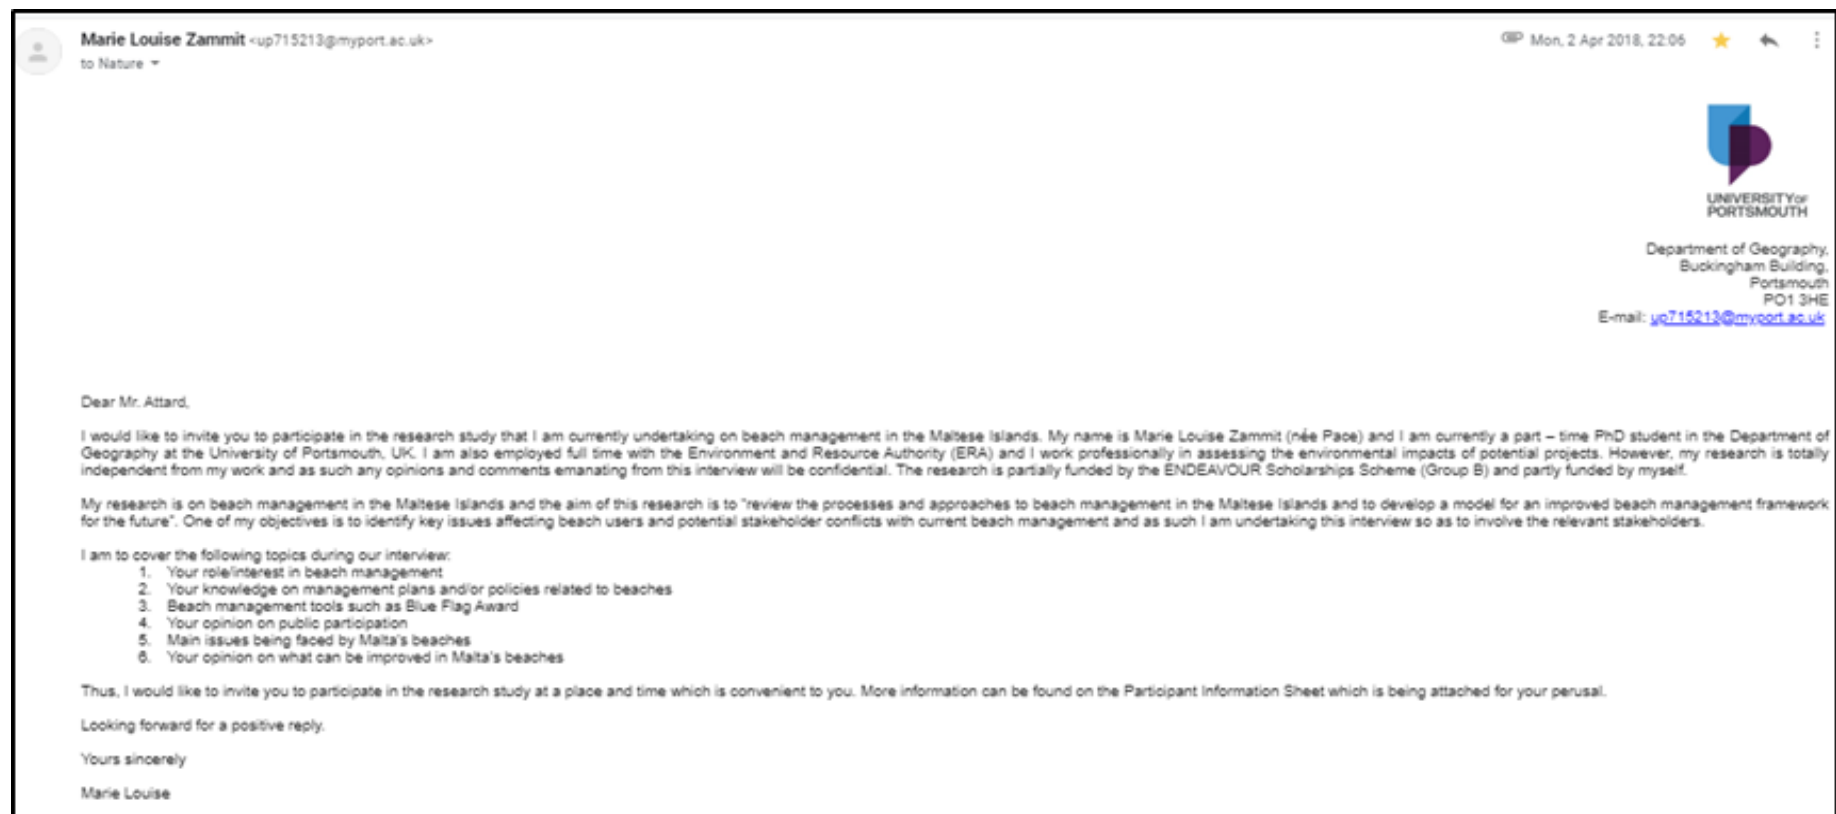 Marie Louise Zammit <up715213@myport.ac.uk>
Mon, 2 Apr 2018, 22:06
to Nature
UNIVERSITY OF
PORTSMOUTH
Department of Geography,
Buckingham Building,
Portsmouth
PO1 3HE
E-mail: up715213@myport.ac.uk
Dear Mr. Attard,
I would like to invite you to participate in the research study that I am currently undertaking on beach management in the Maltese Islands. My name is Marie Louise Zammit (née Pace) and I am currently a part – time PhD student in the Department of
Geography at the University of Portsmouth, UK. I am also employed full time with the Environment and Resource Authority (ERA) and I work professionally in assessing the environmental impacts of potential projects. However, my research is totally
independent from my work and as such any opinions and comments emanating from this interview will be confidential. The research is partially funded by the ENDEAVOUR Scholarships Scheme (Group B) and partly funded by myself.
My research is on beach management in the Maltese Islands and the aim of this research is to "review the processes and approaches to beach management in the Maltese Islands and to develop a model for an improved beach management framework
for the future". One of my objectives is to identify key issues affecting beach users and potential stakeholder conflicts with current beach management and as such I am undertaking this interview so as to involve the relevant stakeholders.
I am to cover the following topics during our interview:
1. Your role/interest in beach management
2. Your knowledge on management plans and/or policies related to beaches
3. Beach management tools such as Blue Flag Award
4. Your opinion on public participation
5. Main issues being faced by Malta's beaches
6. Your opinion on what can be improved in Malta's beaches
Thus, I would like to invite you to participate in the research study at a place and time which is convenient to you. More information can be found on the Participant Information Sheet which is being attached for your perusal.
Looking forward for a positive reply.
Yours sincerely
Marie Louise